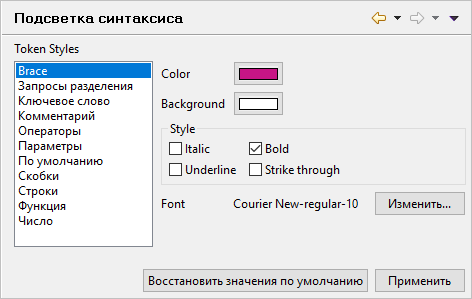 Подсветка синтаксиса
Token Styles
Brace
Запросы разделения
Ключевое слово
Комментарий
Операторы
Параметры
По умолчанию
Скобки
Строки
Функция
Число
Color
Background
Style
Italic Bold
Underline Strike through
Font Courier New-regular-10 Изменить...
Восстановить значения по умолчанию Применить